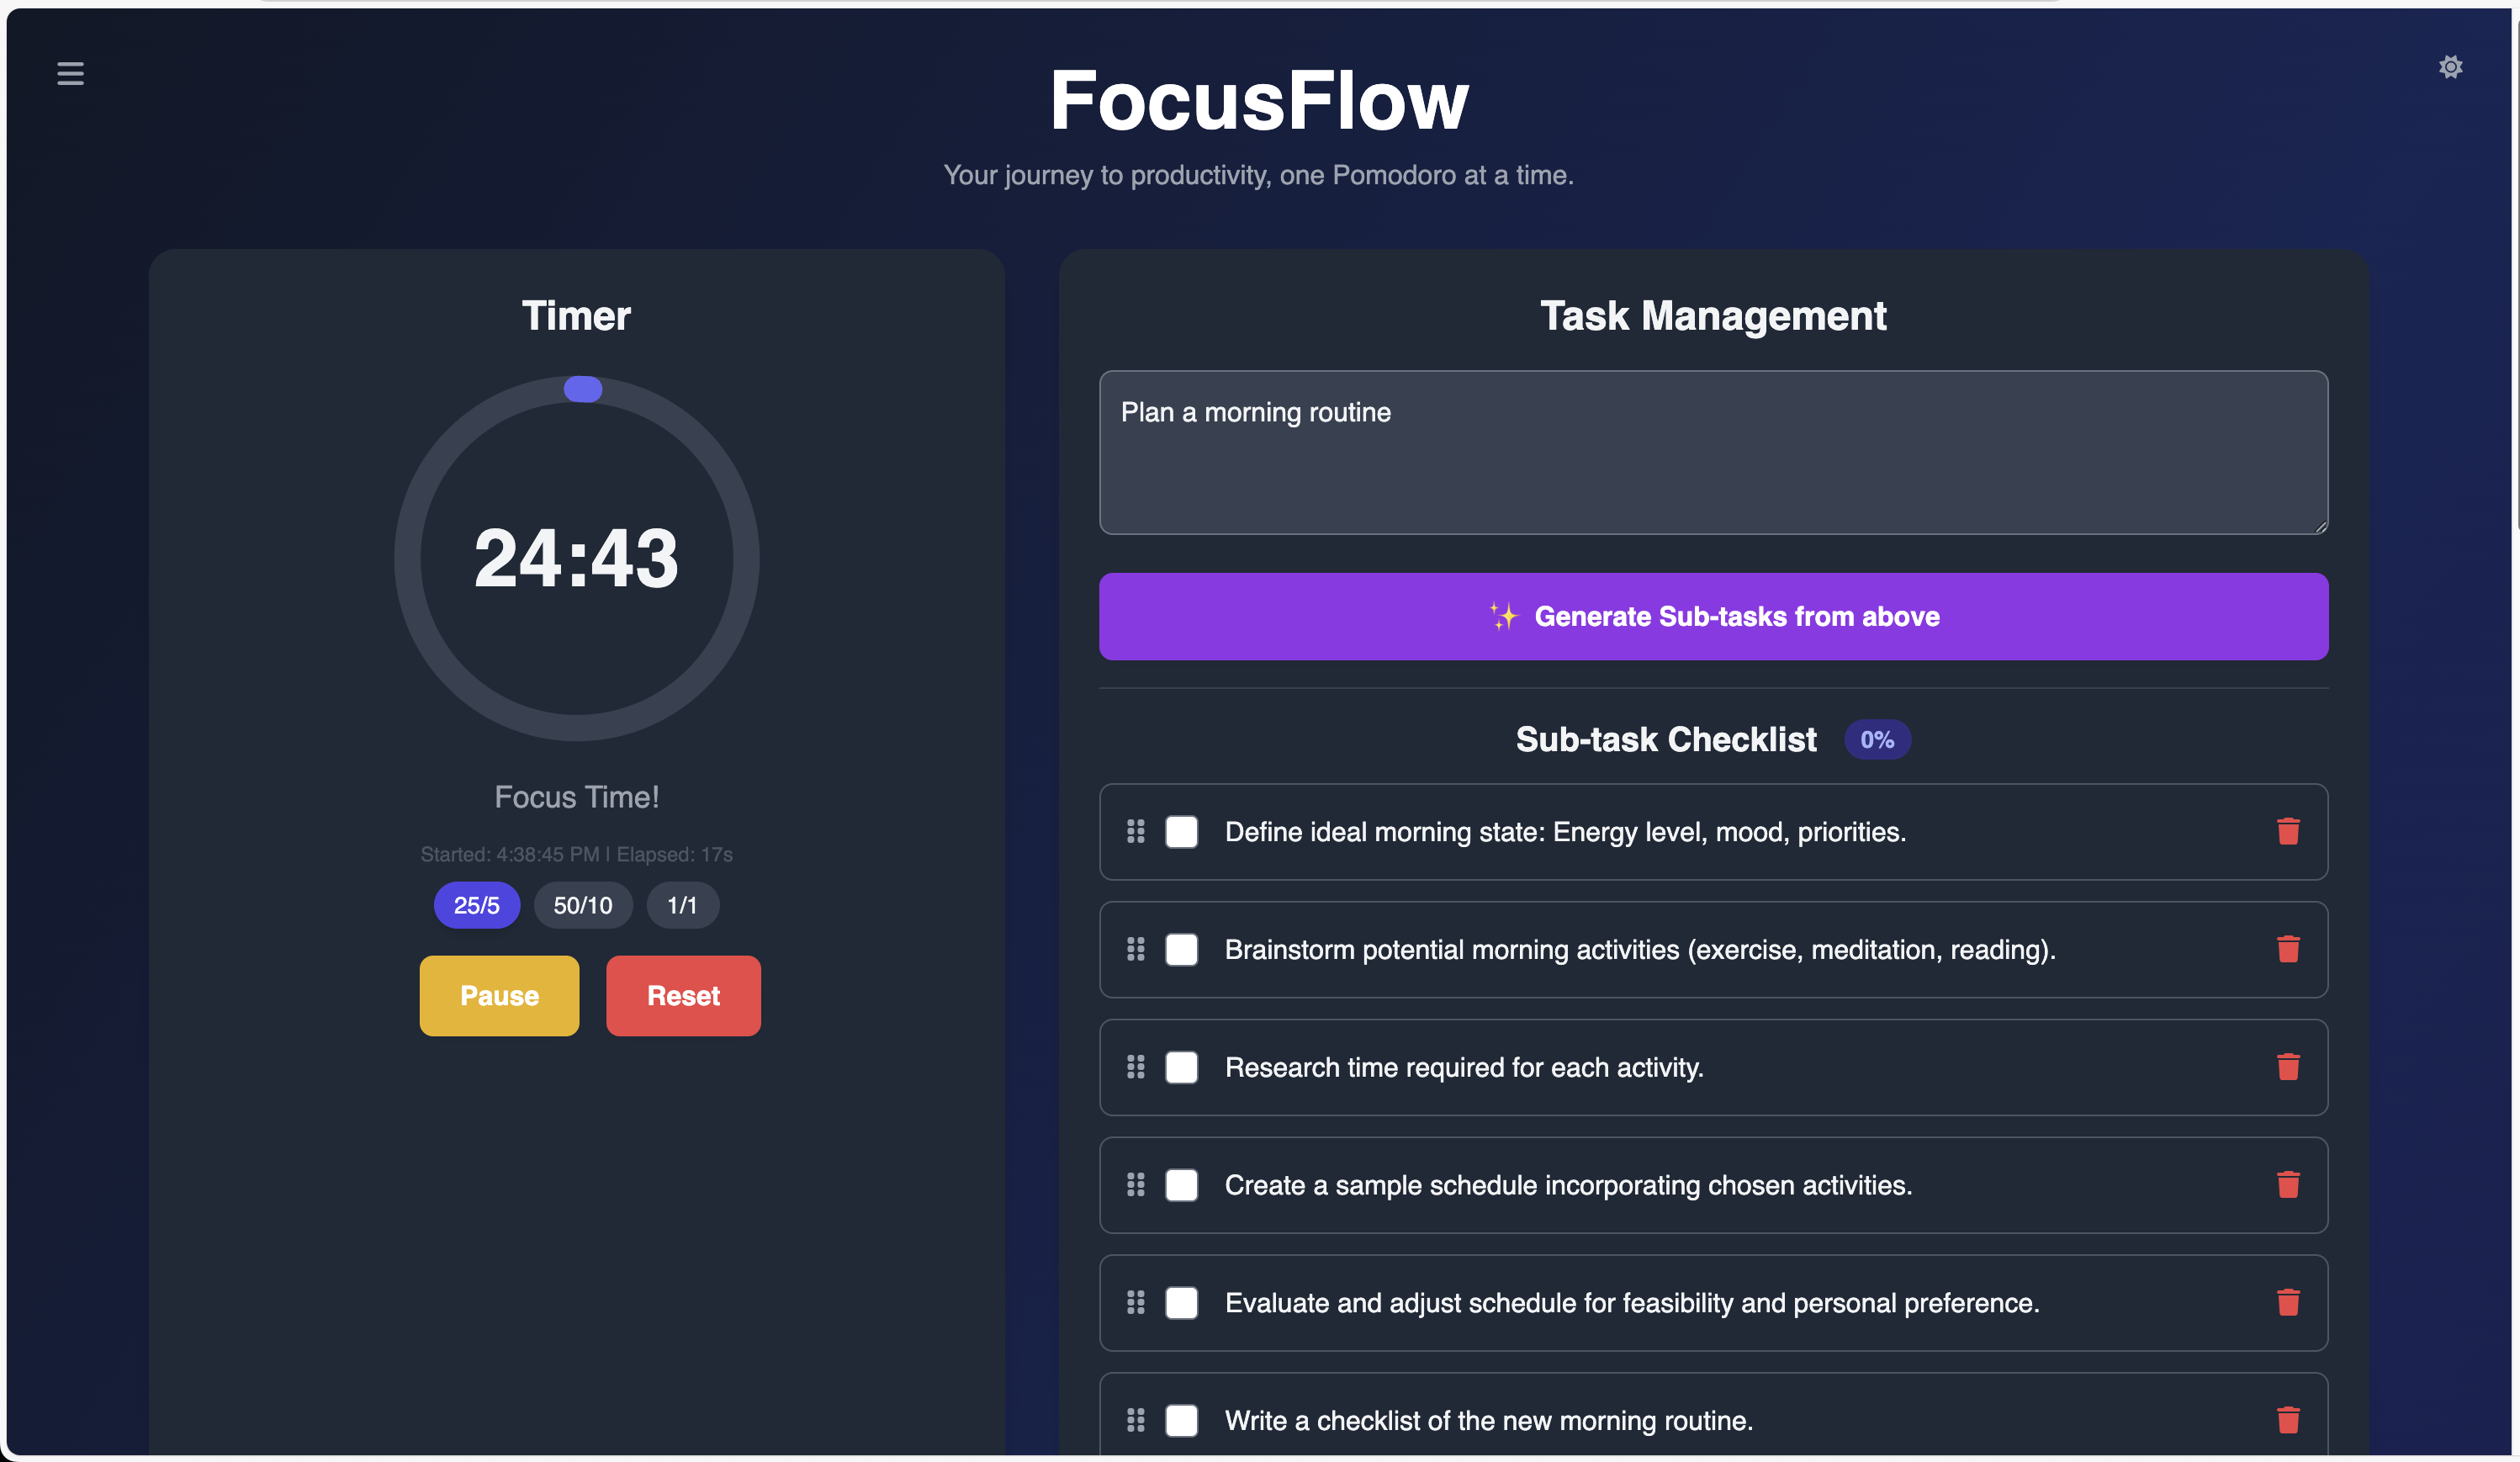 FocusFlow
Your journey to productivity, one Pomodoro at a time.
Timer
24:43
Focus Time!
Started: 4:38:45 PM | Elapsed: 17s
25/5
50/10
1/1
Pause
Reset
Task Management
Plan a morning routine
✨ Generate Sub-tasks from above
Sub-task Checklist
0%
Define ideal morning state: Energy level, mood, priorities.
Brainstorm potential morning activities (exercise, meditation, reading).
Research time required for each activity.
Create a sample schedule incorporating chosen activities.
Evaluate and adjust schedule for feasibility and personal preference.
Write a checklist of the new morning routine.